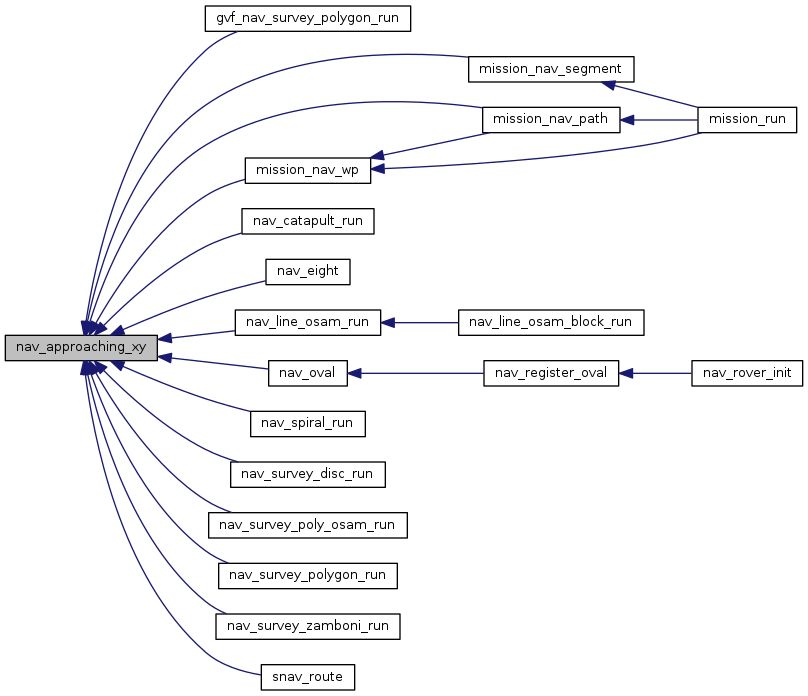 gvf_nav_survey_polygon_run
mission_nav_segment
mission_nav_path
mission_run
mission_nav_wp
nav_catapult_run
nav_eight
nav_line_osam_run
nav_line_osam_block_run
nav_approaching_xy
nav_oval
nav_register_oval
nav_rover_init
nav_spiral_run
nav_survey_disc_run
nav_survey_poly_osam_run
nav_survey_polygon_run
nav_survey_zamboni_run
snav_route